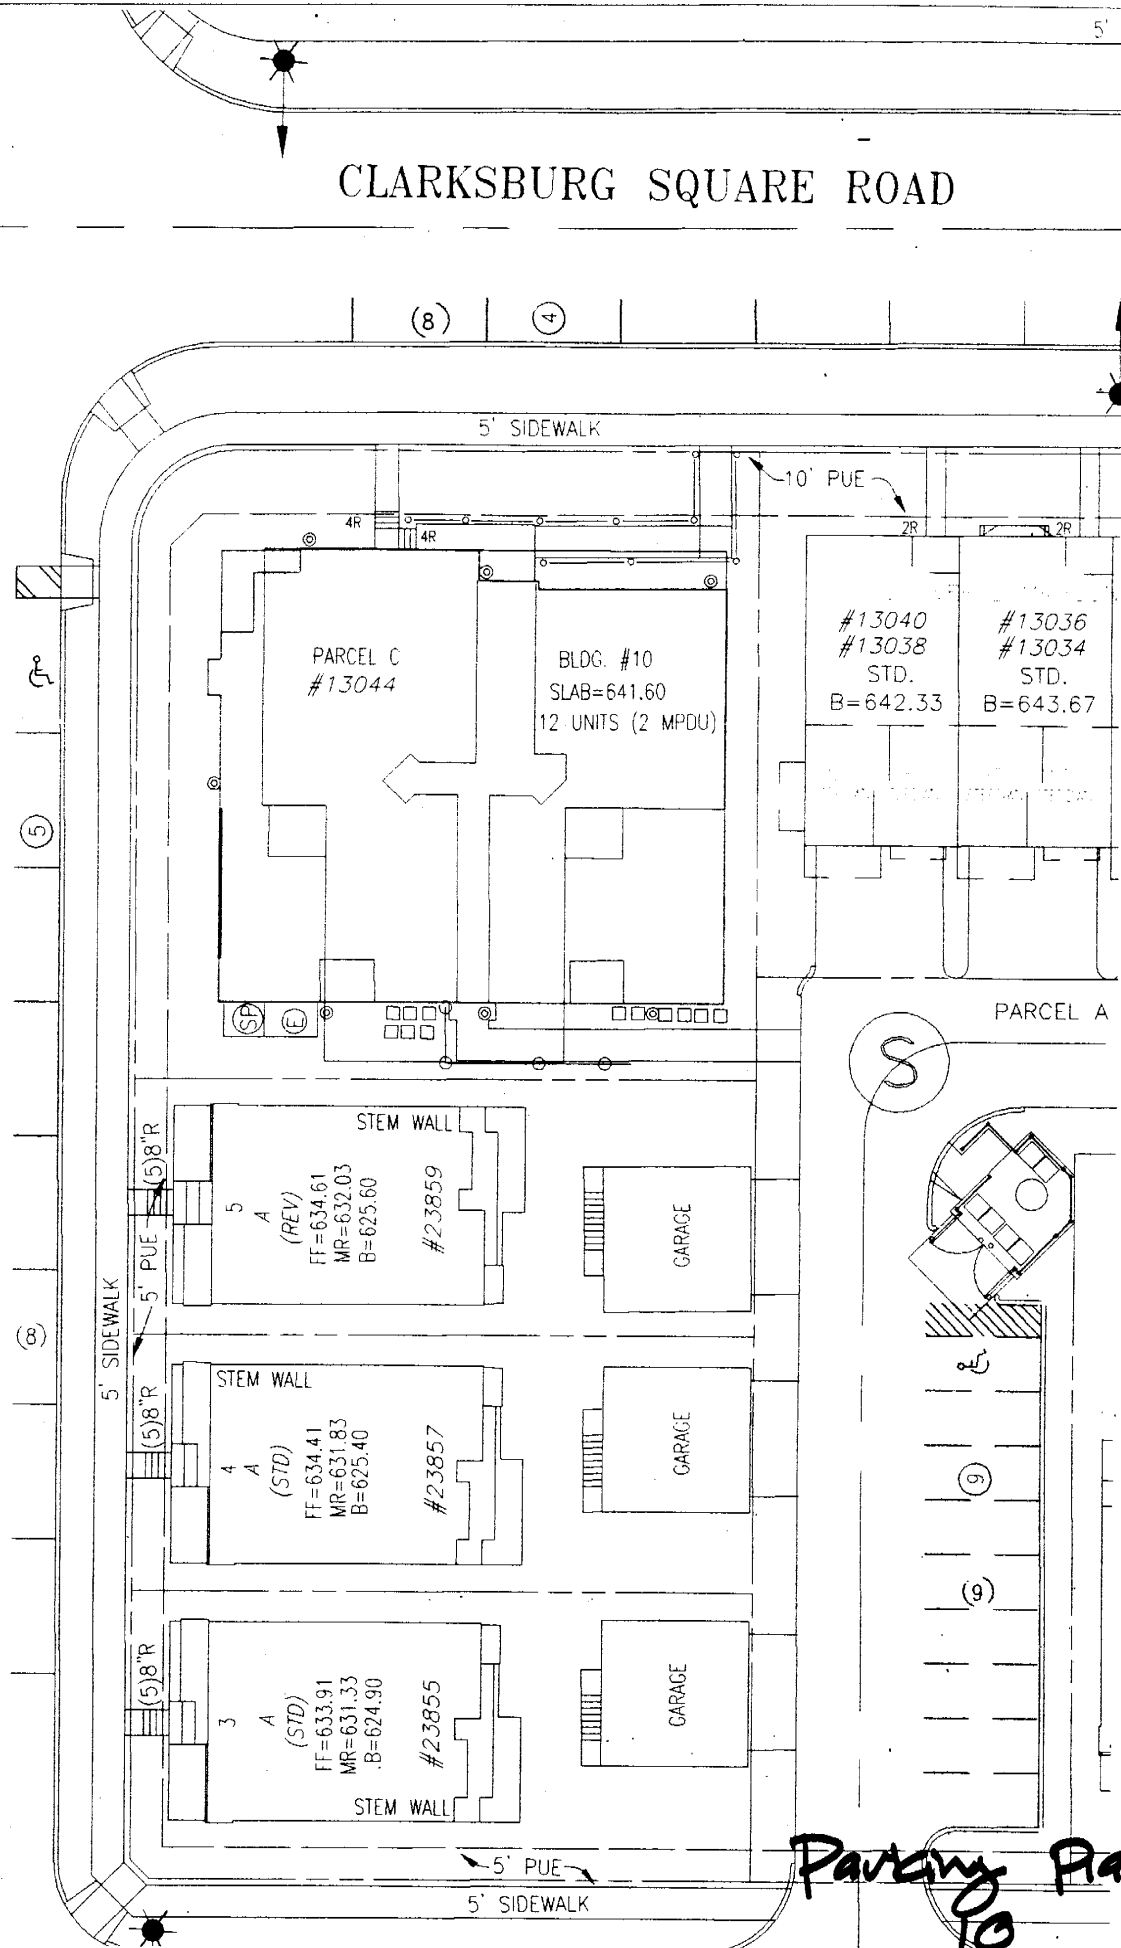 5'
CLARKSBURG SQUARE ROAD
(8)
4
5' SIDEWALK
10' PUE
4R
4R
2R
2R
PARCEL C
#13044
BLDG. #10
SLAB=641.60
12 UNITS (2 MPDU)
#13040
#13038
STD.
B=642.33
#13036
#13034
STD.
B=643.67
5
SP
E
PARCEL A
S
STEM WALL
5
A
(REV)
FF=634.61
MR=632.03
B=625.60
#23859
GARAGE
(5)8"R
5' PUE
5' SIDEWALK
(8)
STEM WALL
4
A
(STD)
FF=634.41
MR=631.83
B=625.40
#23857
GARAGE
(5)8"R
9
(9)
3
A
(STD)
FF=633.91
MR=631.33
B=624.90
#23855
GARAGE
(5)8"R
STEM WALL
5' PUE
5' SIDEWALK
Parking Pla
10